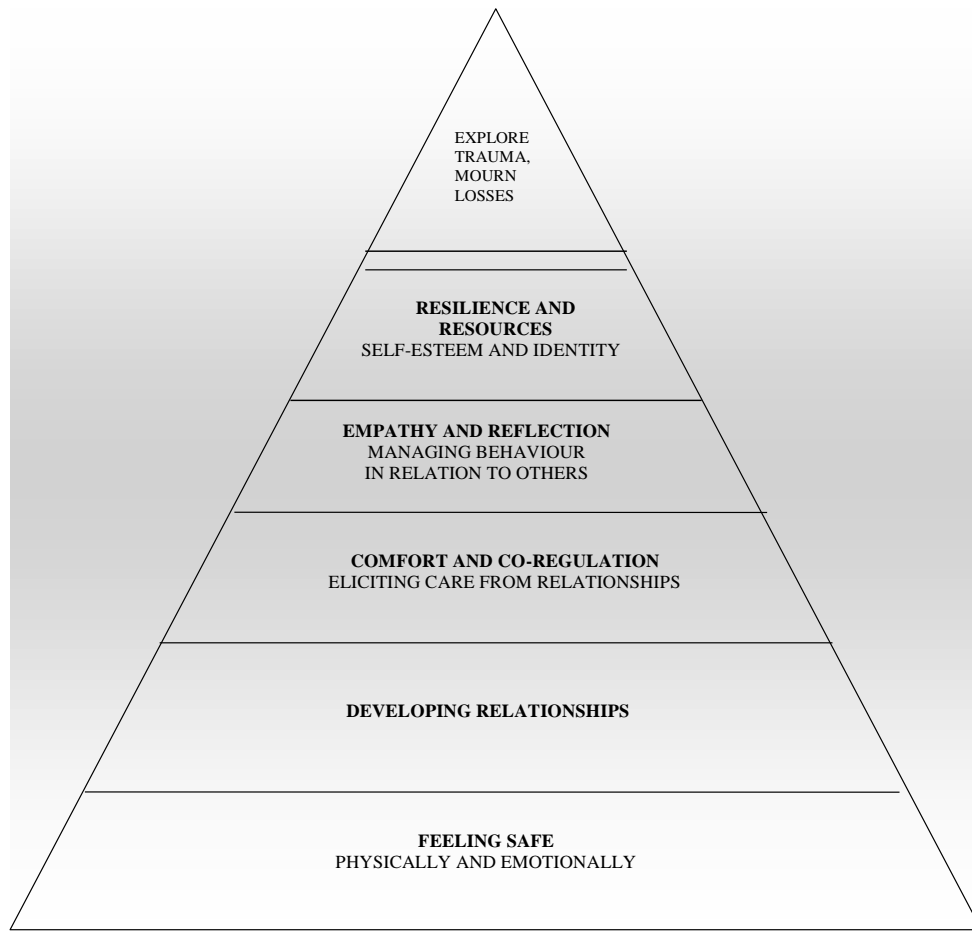 EXPLORE
TRAUMA,
MOURN
LOSSES
RESILIENCE AND
RESOURCES
SELF-ESTEEM AND IDENTITY
EMPATHY AND REFLECTION
MANAGING BEHAVIOUR
IN RELATION TO OTHERS
COMFORT AND CO-REGULATION
ELICITING CARE FROM RELATIONSHIPS
DEVELOPING RELATIONSHIPS
FEELING SAFE
PHYSICALLY AND EMOTIONALLY